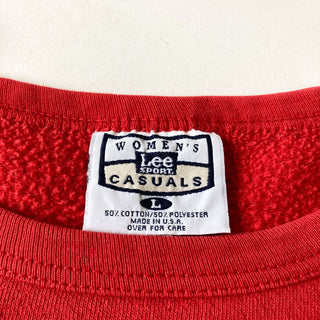 WOMEN'S
Lee
SPORT
CASUALS
L
50% COTTON/50% POLYESTER
MADE IN U.S.A.
OVER FOR CARE